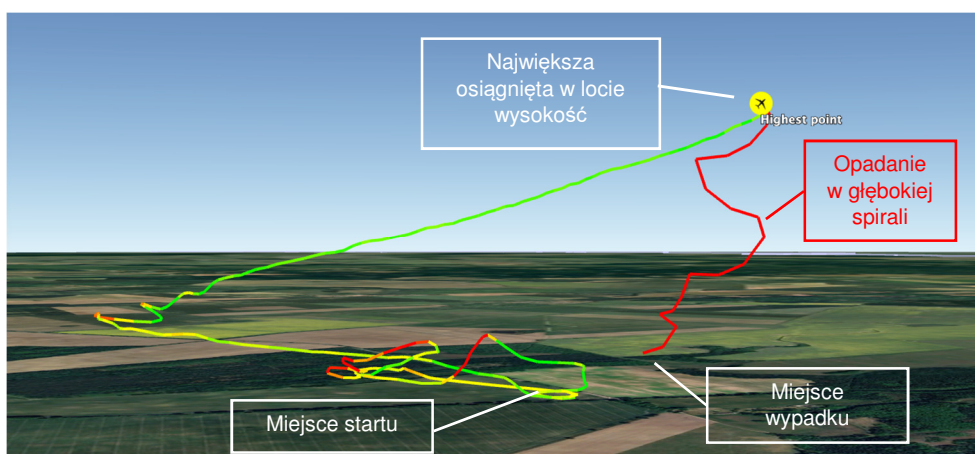 Największa
osiągnięta w locie
wysokość
Highest point
Opadanie
w głębokiej
spirali
Miejsce
wypadku
Miejsce startu